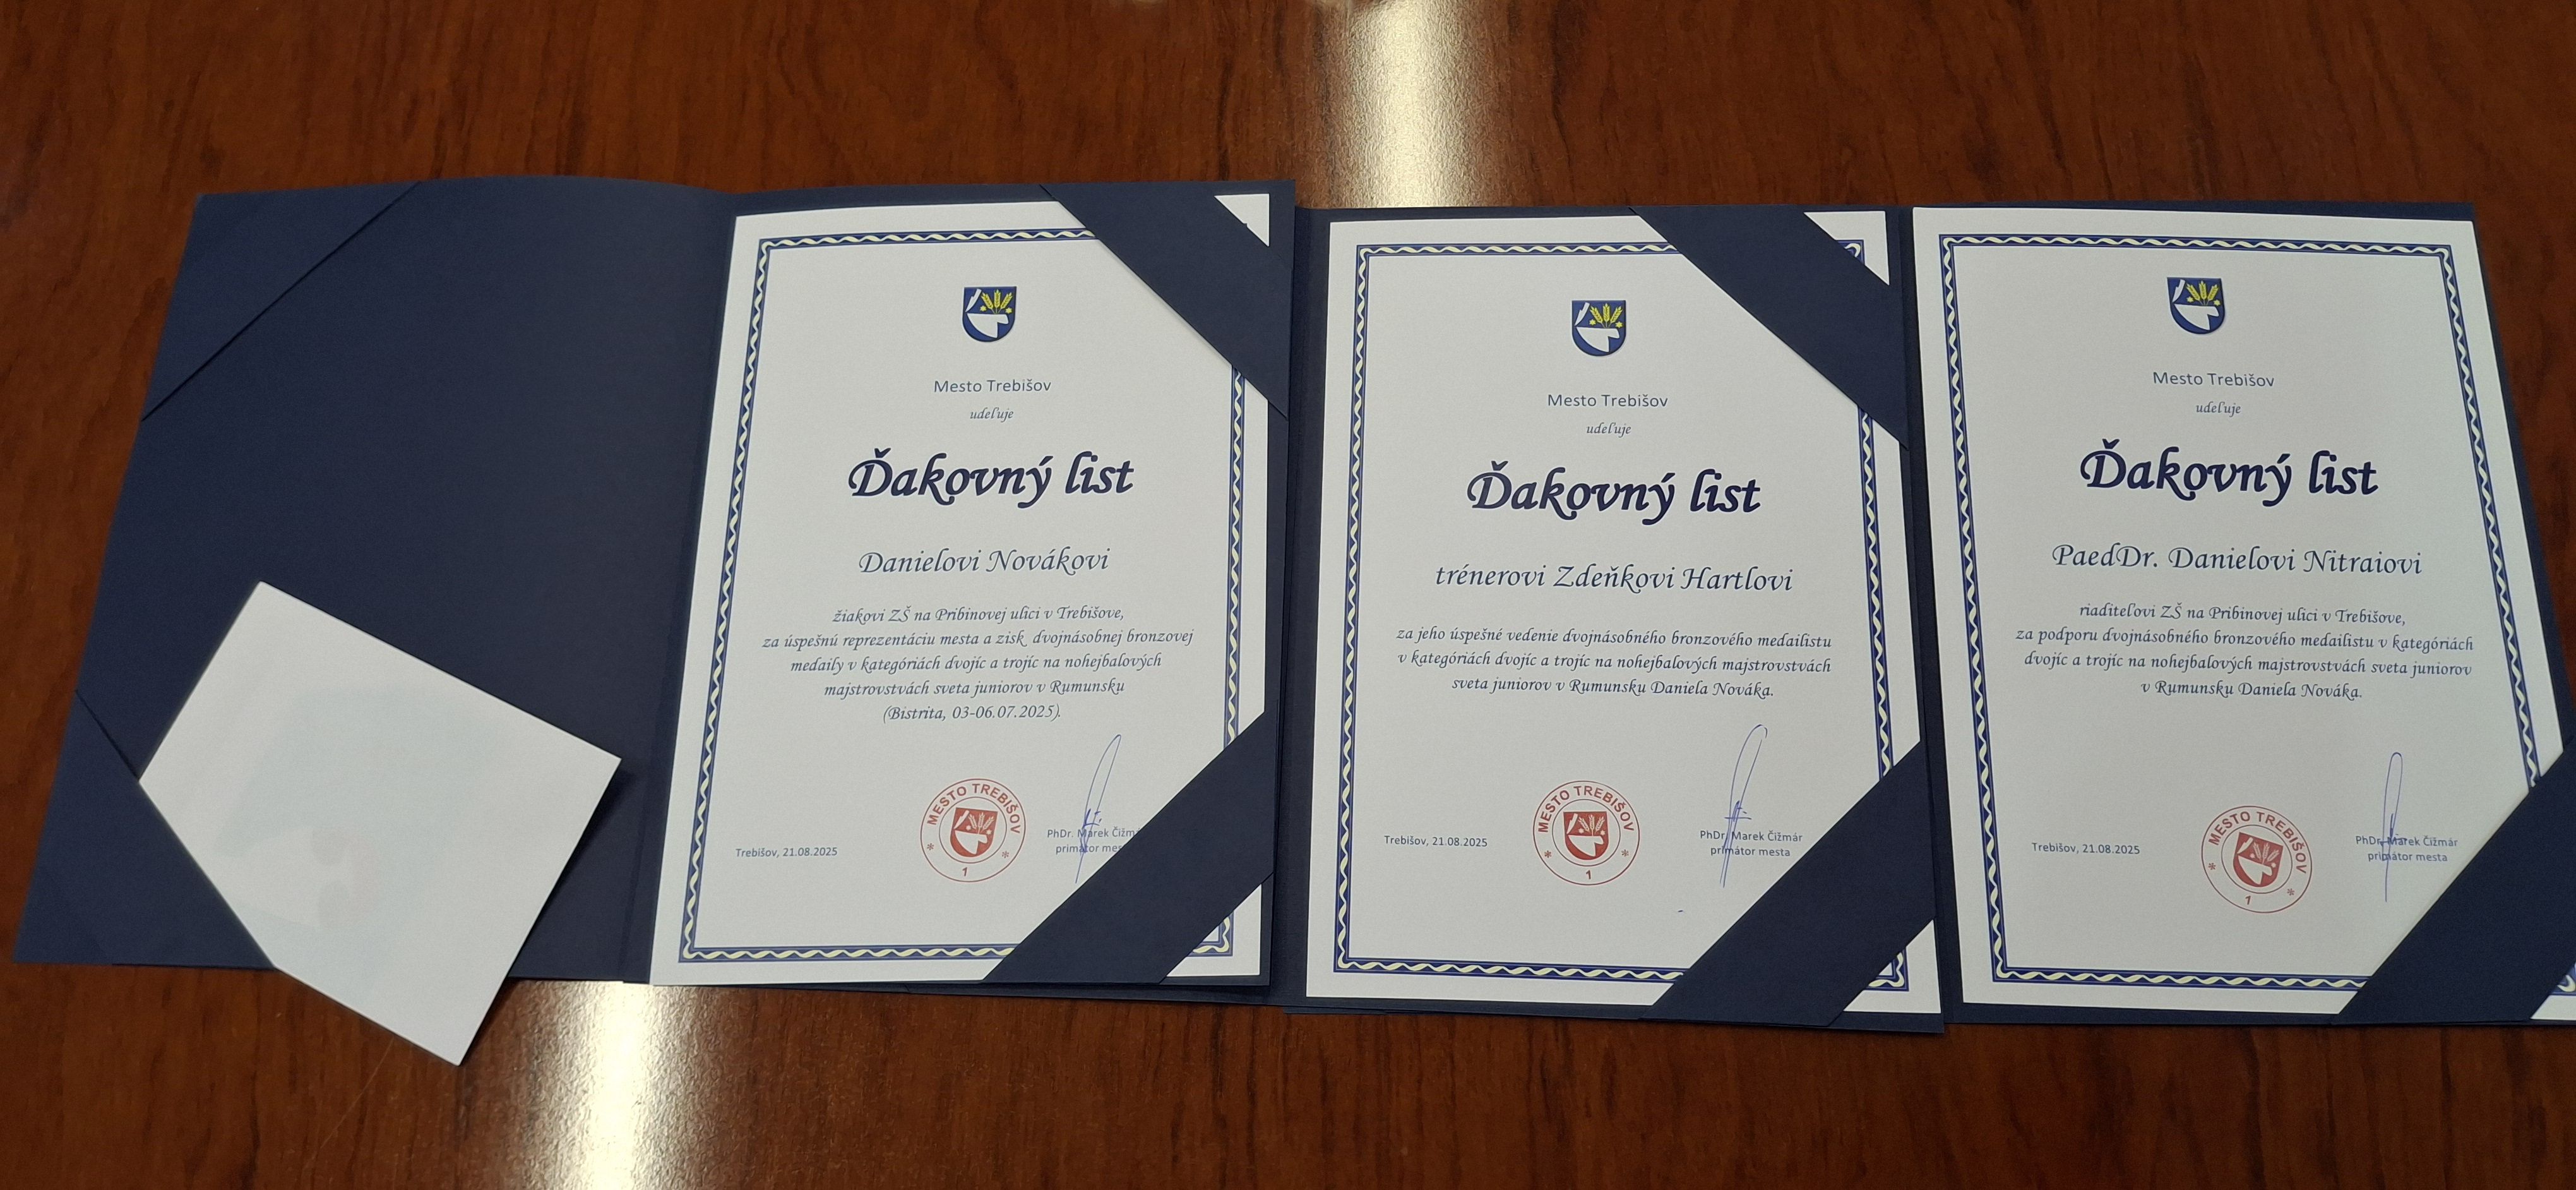 Mesto Trebišov
udeľuje
Ďakovný list
Danielovi Novákovi
žiakovi ZŠ na Pribinovej ulici v Trebišove,
za úspešnú reprezentáciu mesta a zisk dvojnásobnej bronzovej
medaily v kategóriách dvojíc a trojíc na nohejbalových
majstrovstvách sveta juniorov v Rumunsku
(Bistrita, 03-06.07.2025).
MESTO TREBIŠOV
1
Trebišov, 21.08.2025
PhDr. Marek Čižm
primátor mes
Mesto Trebišov
udeľuje
Ďakovný list
trénerovi Zdeňkovi Hartlovi
za jeho úspešné vedenie dvojnásobného bronzového medailistu
v kategóriách dvojíc a trojíc na nohejbalových majstrovstvách
sveta juniorov v Rumunsku Daniela Nováka.
MESTO TREBIŠOV
1
Trebišov, 21.08.2025
PhDr. Marek Čižmár
primátor mesta
Mesto Trebišov
udeľuje
Ďakovný list
PaedDr. Danielovi Nitraiovi
riaditeľovi ZŠ na Pribinovej ulici v Trebišove,
za podporu dvojnásobného bronzového medailistu v kategóriách
dvojíc a trojíc na nohejbalových majstrovstvách sveta juniorov
v Rumunsku Daniela Nováka.
MESTO TREBIŠOV
1
Trebišov, 21.08.2025
PhDr. Marek Čižmár
primátor mesta